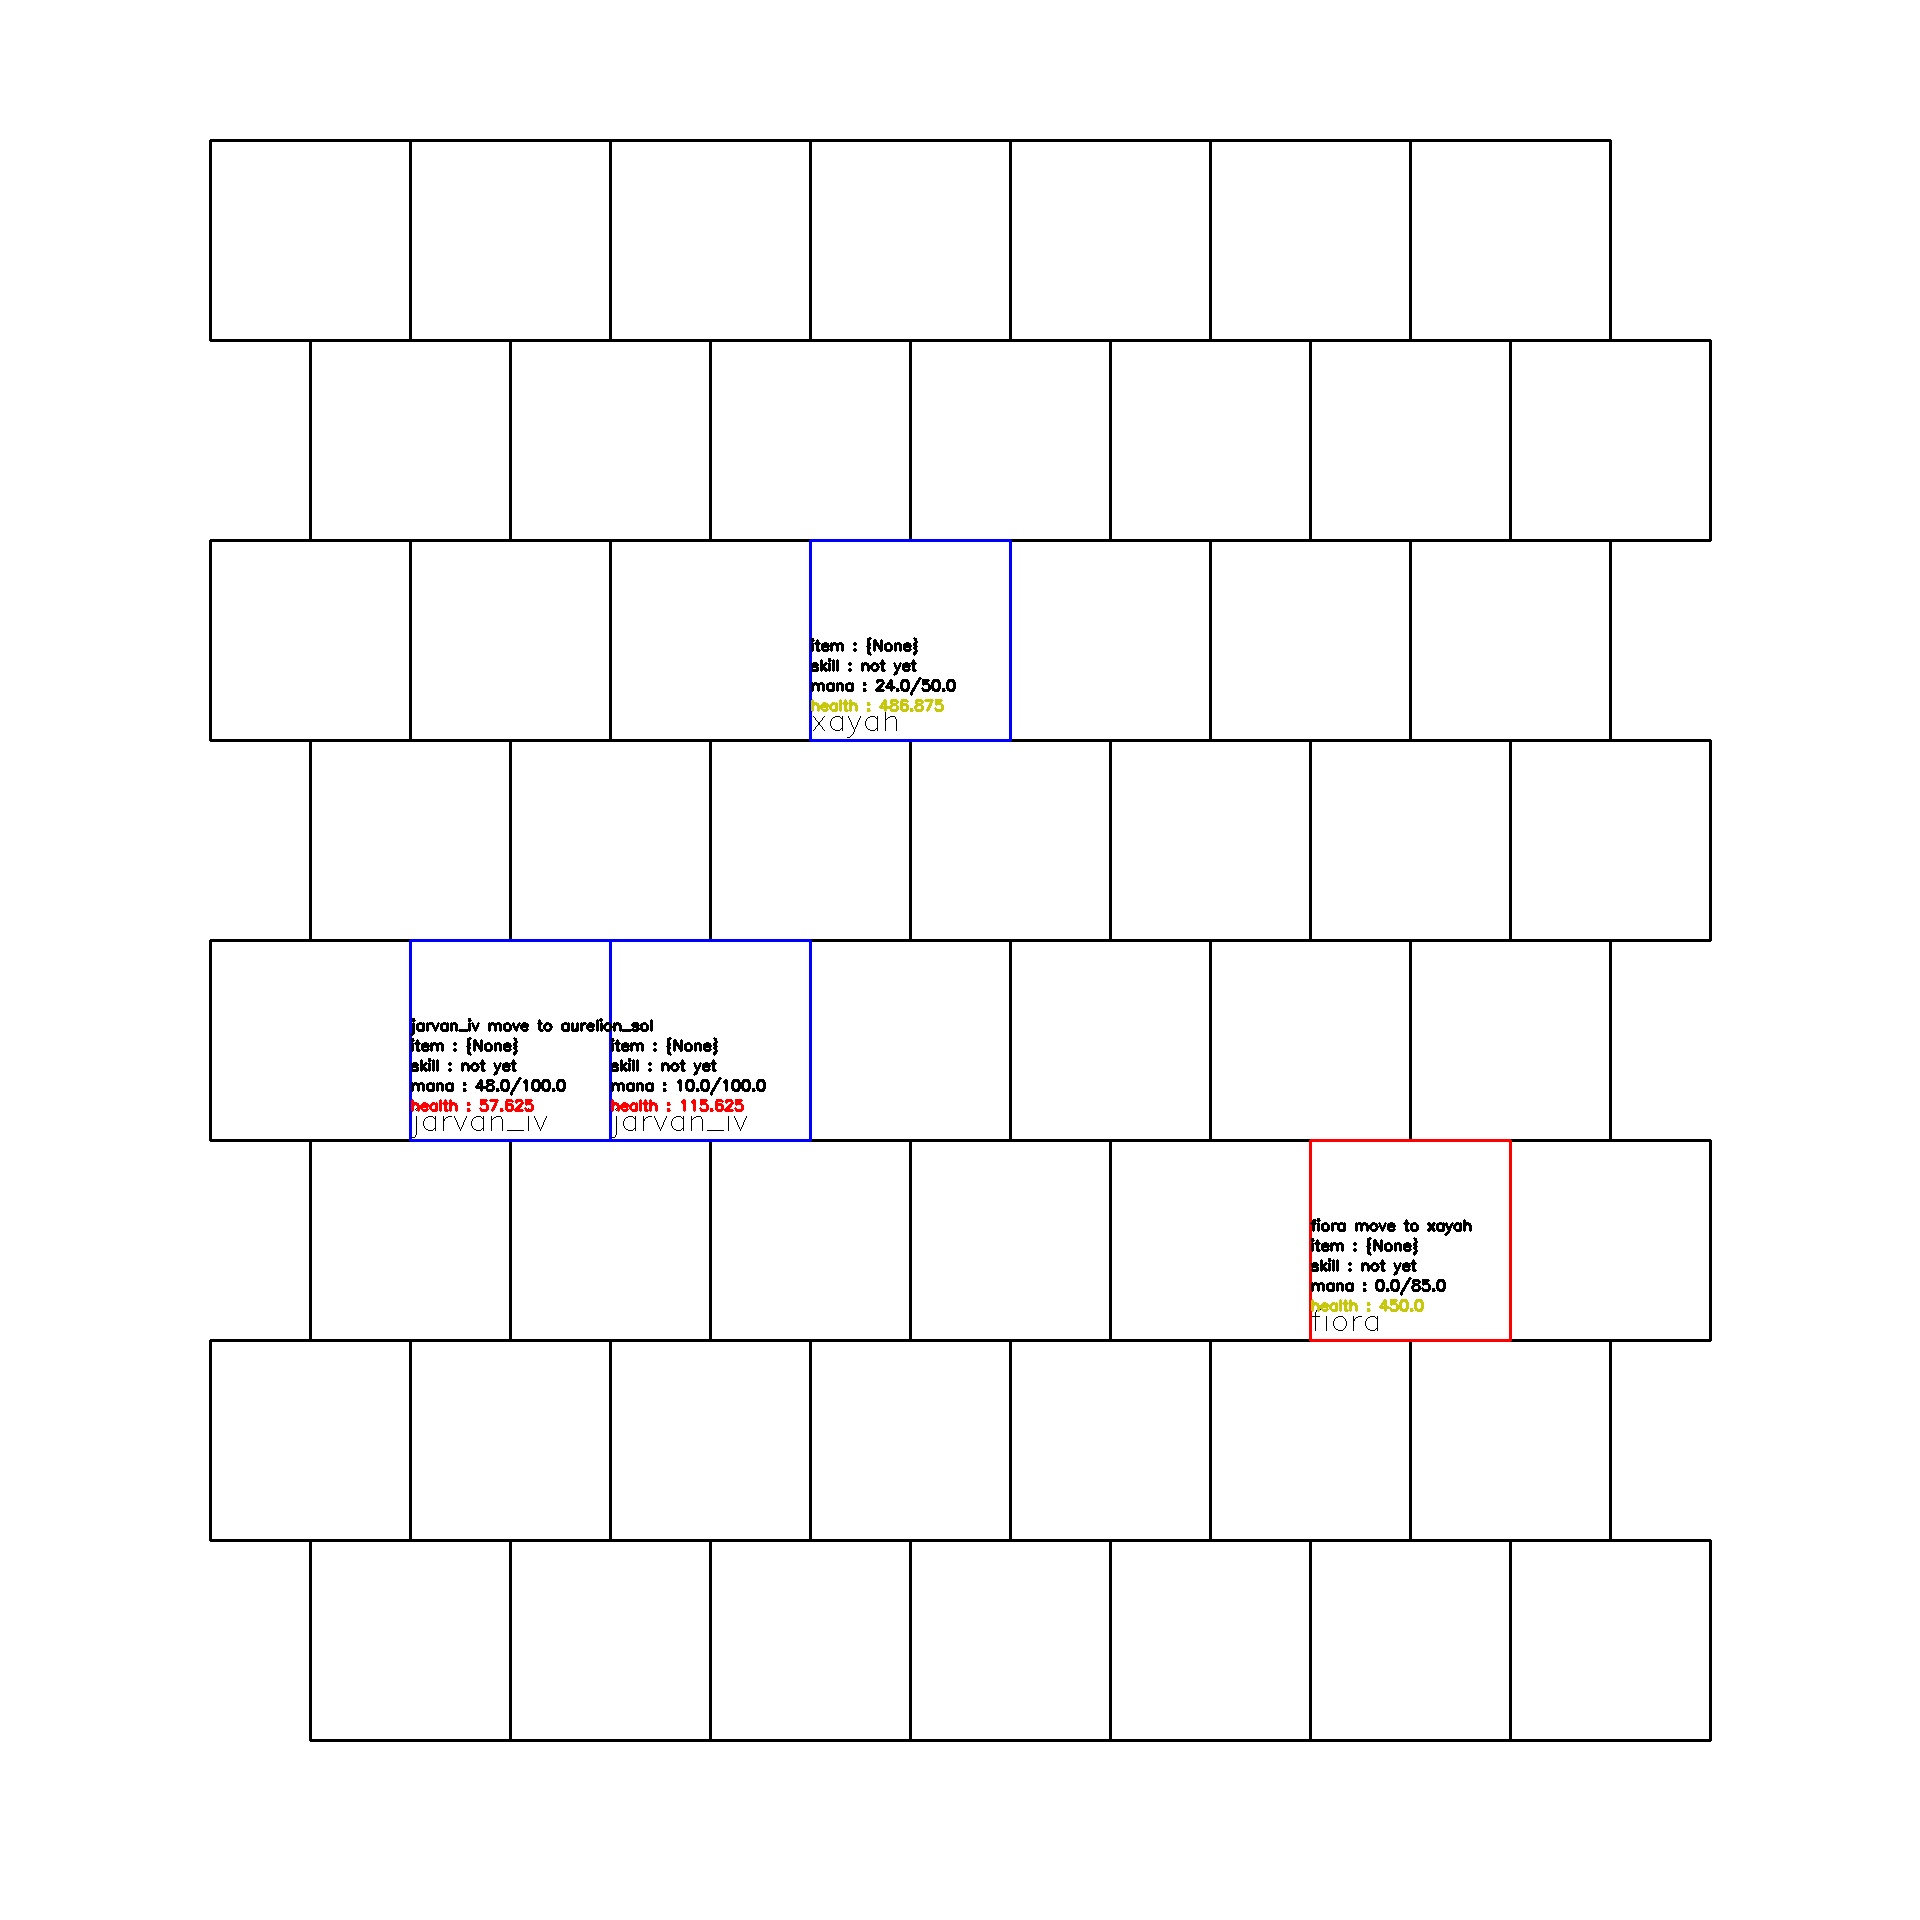 item : {None}
skill : not yet
mana : 24.0/50.0
health : 486.875
xayah
jarvan_iv move to aurelion_sol
item : {None}
skill : not yet
mana : 48.0/100.0
health : 57.625
jarvan_iv
item : {None}
skill : not yet
mana : 10.0/100.0
health : 115.625
jarvan_iv
fiora move to xayah
item : {None}
skill : not yet
mana : 0.0/85.0
health : 450.0
fiora